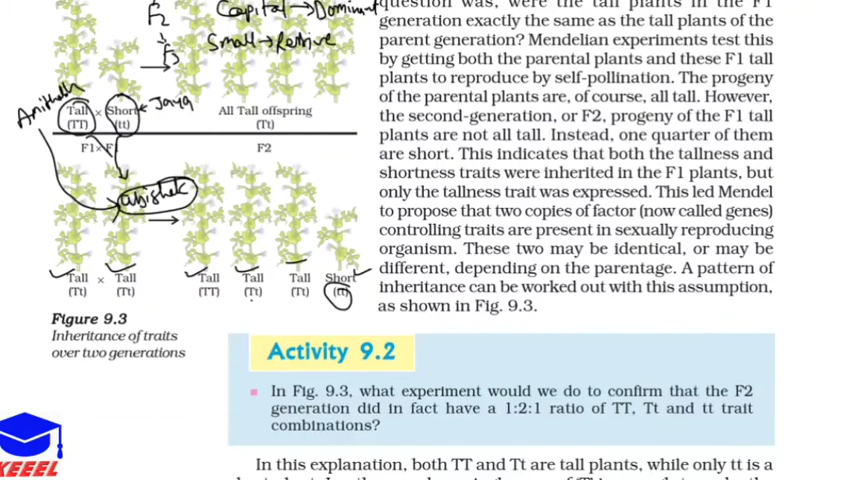 F2
F3
Capital → Dominant
Small → Resitive
question was, were the tall plants in the F1
generation exactly the same as the tall plants of the
parent generation? Mendelian experiments test this
by getting both the parental plants and these F1 tall
plants to reproduce by self-pollination. The progeny
of the parental plants are, of course, all tall. However,
the second-generation, or F2, progeny of the F1 tall
plants are not all tall. Instead, one quarter of them
are short. This indicates that both the tallness and
shortness traits were inherited in the F1 plants, but
only the tallness trait was expressed. This led Mendel
to propose that two copies of factor (now called genes)
controlling traits are present in sexually reproducing
organism. These two may be identical, or may be
different, depending on the parentage. A pattern of
inheritance can be worked out with this assumption,
as shown in Fig. 9.3.
Jaya
Tall × Short All Tall offspring
(TT) (tt) (Tt)
F1×F1 F2
abishek
Tall × Tall Tall Tall Tall Short
(Tt) (Tt) (TT) (Tt) (Tt) (tt)
Figure 9.3
Inheritance of traits
over two generations
Activity 9.2
In Fig. 9.3, what experiment would we do to confirm that the F2
generation did in fact have a 1:2:1 ratio of TT, Tt and tt trait
combinations?
In this explanation, both TT and Tt are tall plants, while only tt is a
KEEEL